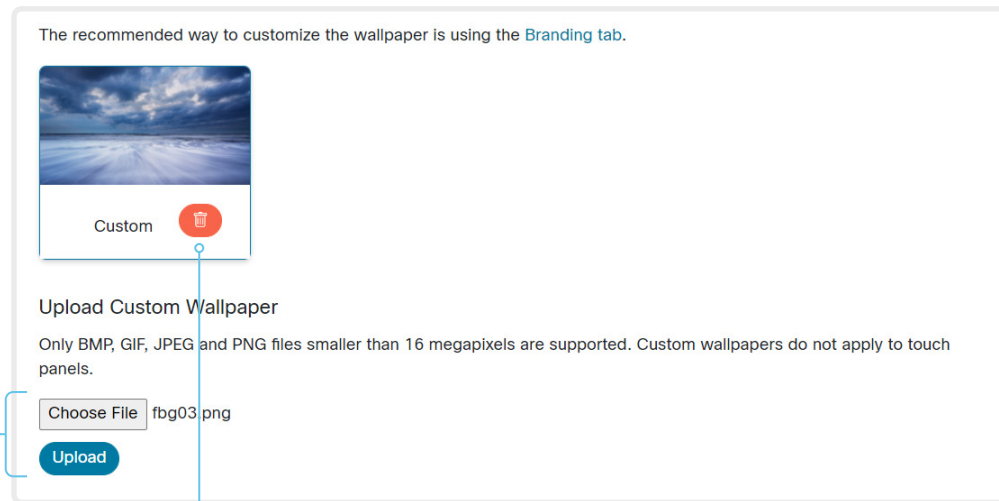 The recommended way to customize the wallpaper is using the Branding tab.
Custom
Upload Custom Wallpaper
Only BMP, GIF, JPEG and PNG files smaller than 16 megapixels are supported. Custom wallpapers do not apply to touch
panels.
Choose File fbg03.png
Upload